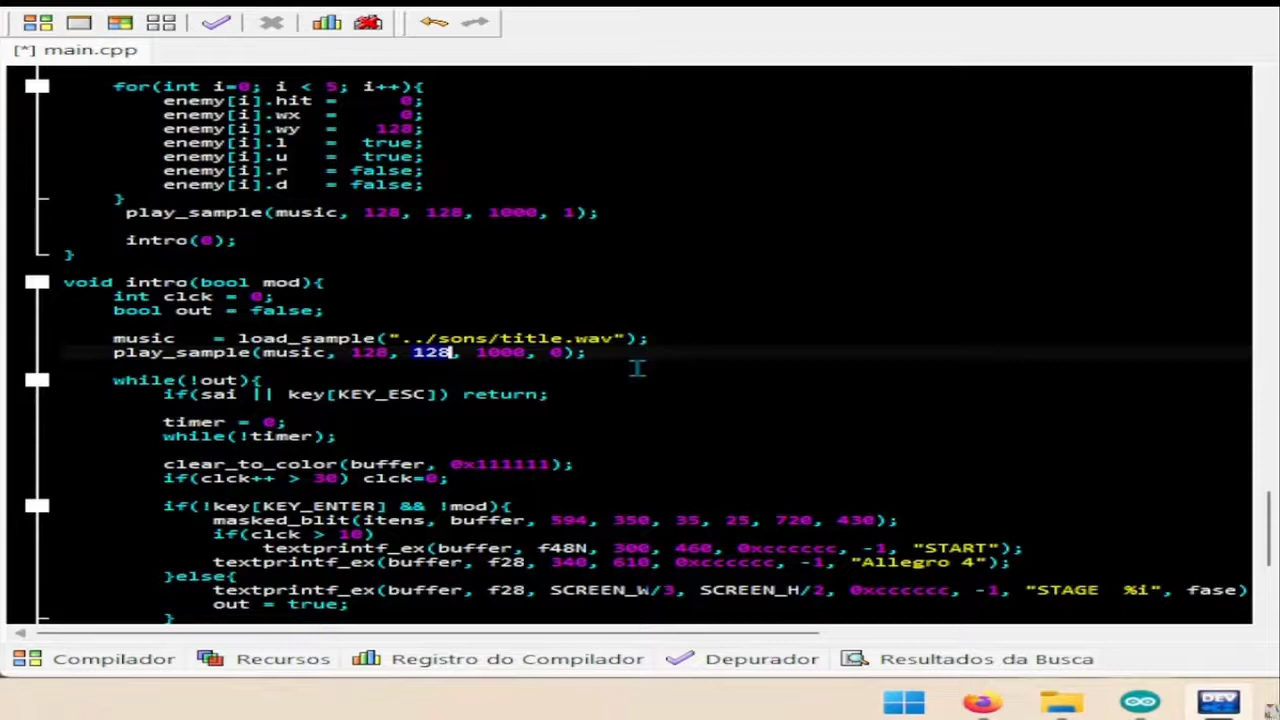 [*] main.cpp
for(int i=0; i < 5; i++){
enemy[i].hit = 0;
enemy[i].wx = 0;
enemy[i].wy = 128;
enemy[i].l = true;
enemy[i].u = true;
enemy[i].r = false;
enemy[i].d = false;
}
play_sample(music, 128, 128, 1000, 1);
intro(0);
}
void intro(bool mod){
int clck = 0;
bool out = false;
music = load_sample("../sons/title.wav");
play_sample(music, 128, 128, 1000, 0);
while(!out){
if(sai || key[KEY_ESC]) return;
timer = 0;
while(!timer);
clear_to_color(buffer, 0x111111);
if(clck++ > 30) clck=0;
if(!key[KEY_ENTER] && !mod){
masked_blit(itens, buffer, 594, 350, 35, 25, 720, 430);
if(clck > 10)
textprintf_ex(buffer, f48N, 300, 460, 0xcccccc, -1, "START");
textprintf_ex(buffer, f28, 340, 610, 0xcccccc, -1, "Allegro 4");
}else{
textprintf_ex(buffer, f28, SCREEN_W/3, SCREEN_H/2, 0xcccccc, -1, "STAGE %i", fase)
out = true;
}
Compilador Recursos Registro do Compilador Depurador Resultados da Busca
DEV